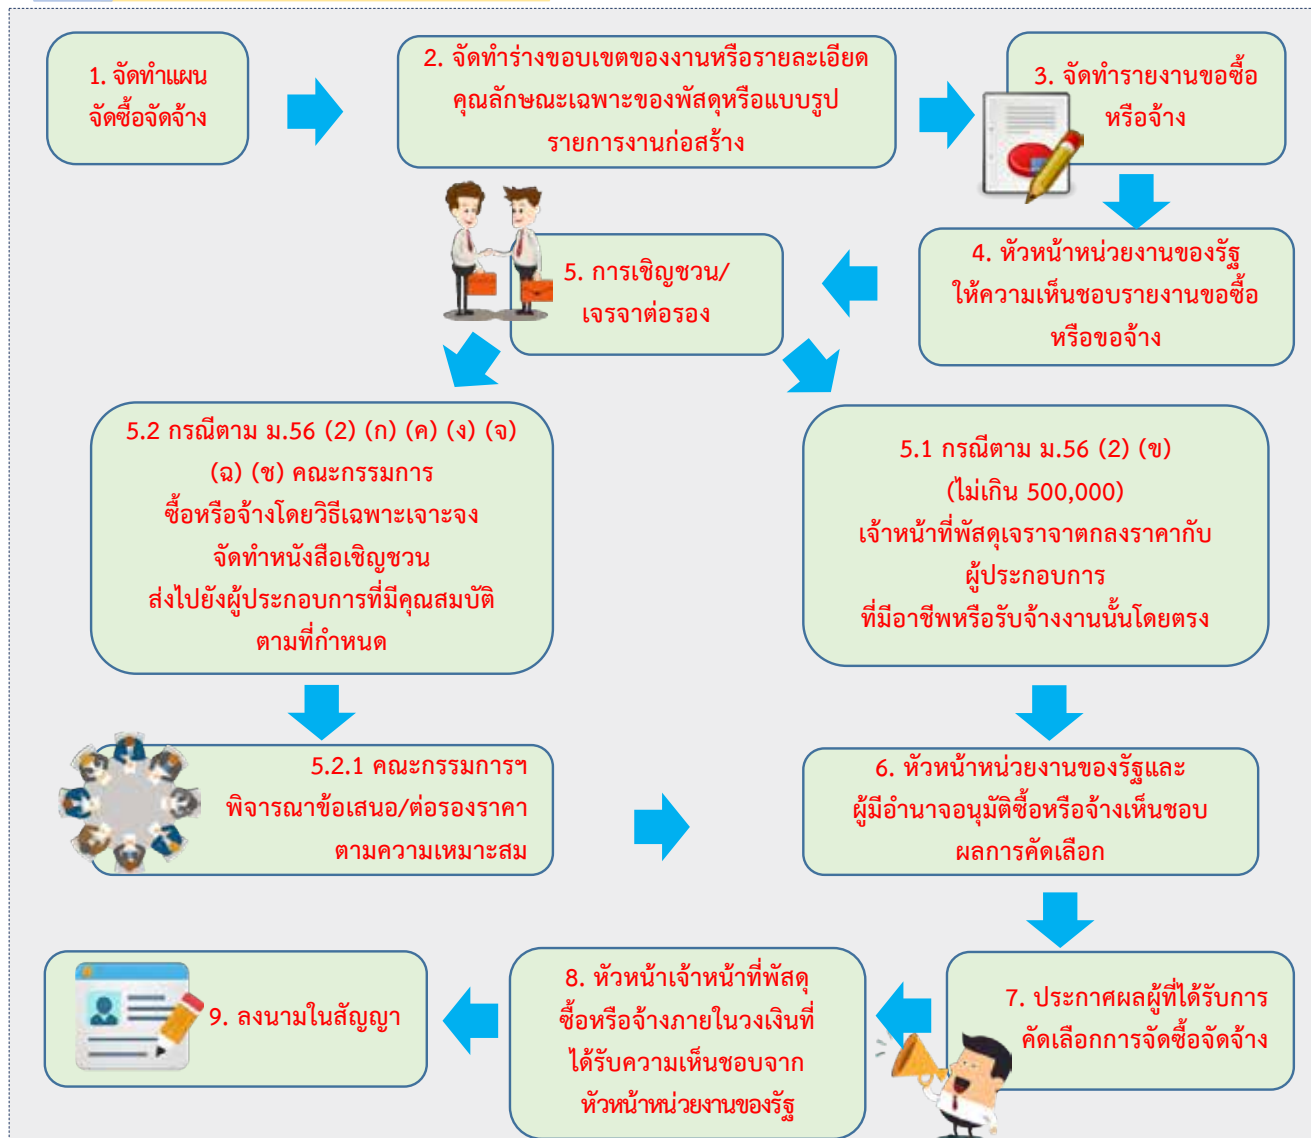 1. จัดทำแผน
จัดซื้อจัดจ้าง
2. จัดทำร่างขอบเขตของงานหรือรายละเอียด
คุณลักษณะเฉพาะของพัสดุหรือแบบรูป
รายการงานก่อสร้าง
3. จัดทำรายงานขอซื้อ
หรือจ้าง
4. หัวหน้าหน่วยงานของรัฐ
ให้ความเห็นชอบรายงานขอซื้อ
หรือขอจ้าง
5. การเชิญชวน/
เจรจาต่อรอง
5.2 กรณีตาม ม.56 (2) (ก) (ค) (ง) (จ)
(ฉ) (ช) คณะกรรมการ
ซื้อหรือจ้างโดยวิธีเฉพาะเจาะจง
จัดทำหนังสือเชิญชวน
ส่งไปยังผู้ประกอบการที่มีคุณสมบัติ
ตามที่กำหนด
5.1 กรณีตาม ม.56 (2) (ข)
(ไม่เกิน 500,000)
เจ้าหน้าที่พัสดุเจราจาตกลงราคากับ
ผู้ประกอบการ
ที่มีอาชีพหรือรับจ้างงานนั้นโดยตรง
5.2.1 คณะกรรมการฯ
พิจารณาข้อเสนอ/ต่อรองราคา
ตามความเหมาะสม
6. หัวหน้าหน่วยงานของรัฐและ
ผู้มีอำนาจอนุมัติซื้อหรือจ้างเห็นชอบ
ผลการคัดเลือก
7. ประกาศผลผู้ที่ได้รับการ
คัดเลือกการจัดซื้อจัดจ้าง
8. หัวหน้าเจ้าหน้าที่พัสดุ
ซื้อหรือจ้างภายในวงเงินที่
ได้รับความเห็นชอบจาก
หัวหน้าหน่วยงานของรัฐ
9. ลงนามในสัญญา